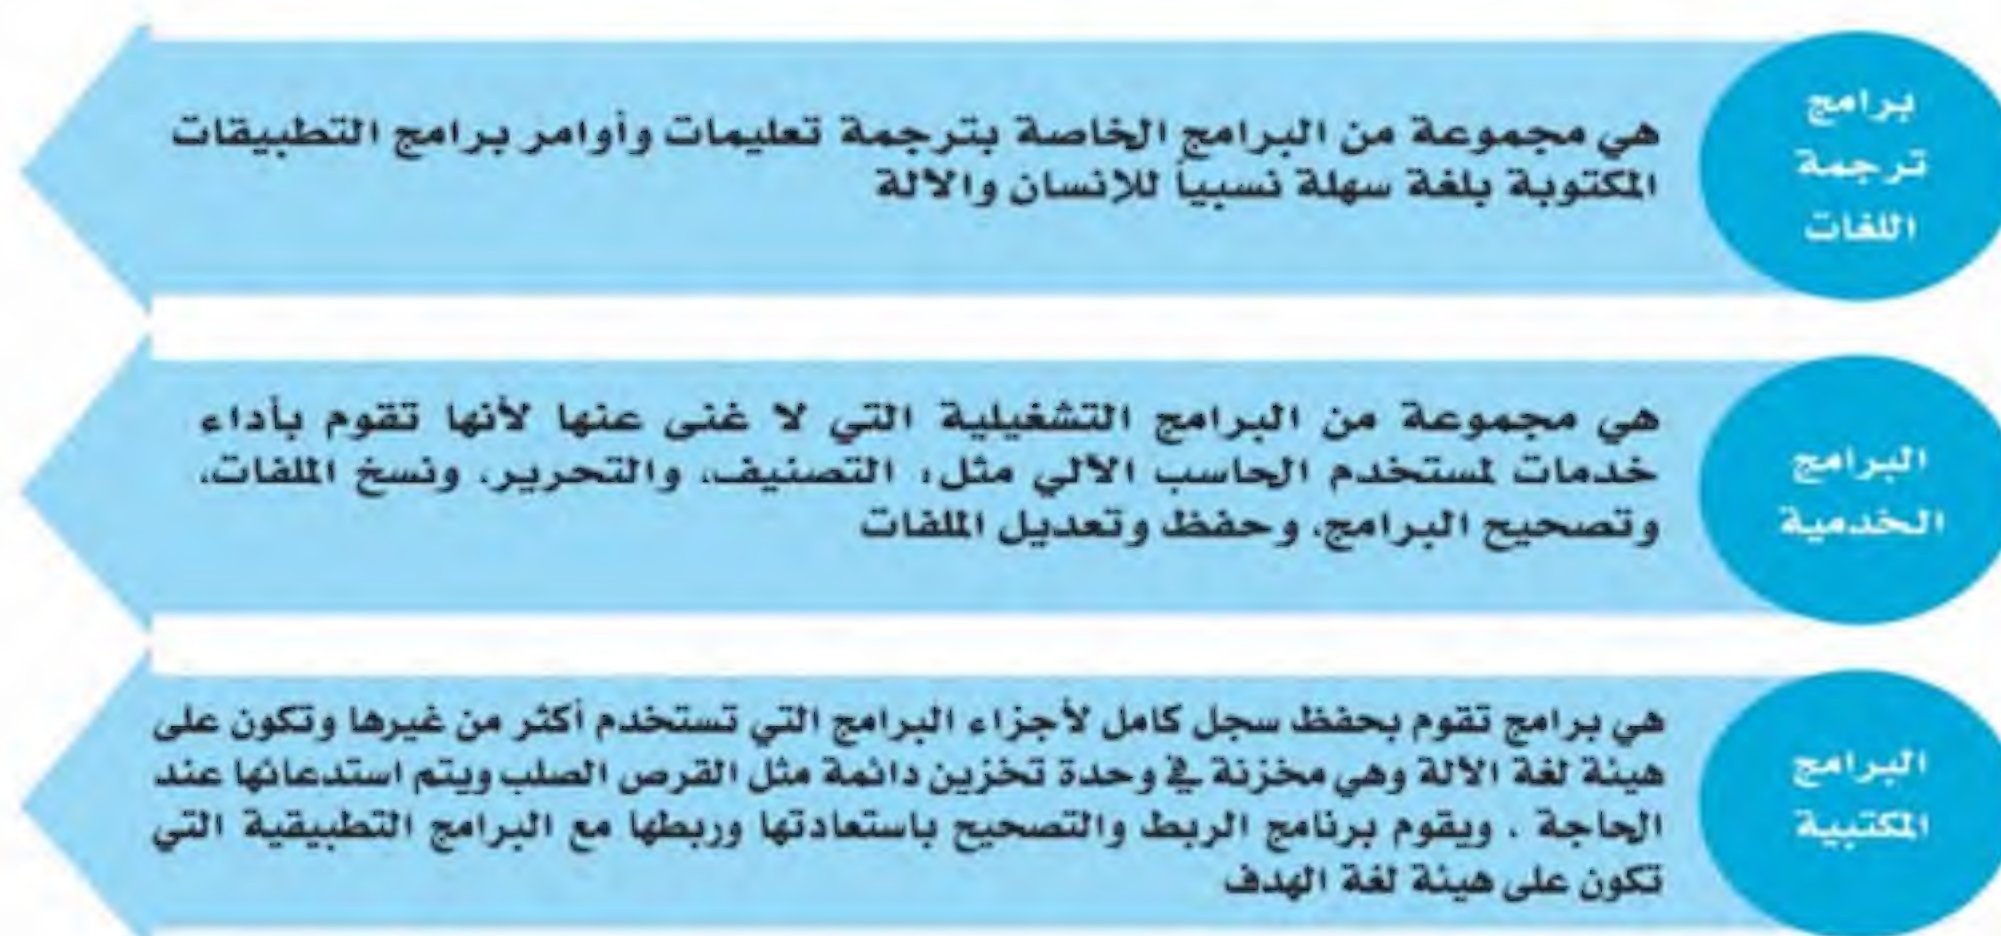 برامج
ترجمة
اللغات
هي مجموعة من البرامج الخاصة بترجمة تعليمات وأوامر برامج التطبيقات
المكتوبة بلغة سهلة نسبياً للإنسان والآلة
البرامج
الخدمية
هي مجموعة من البرامج التشغيلية التي لا غنى عنها لأنها تقوم بأداء
خدمات لمستخدم الحاسب الآلي مثل، التصنيف، والتحرير، ونسخ الملفات،
وتصحيح البرامج، وحفظ وتعديل الملفات
البرامج
المكتبية
هي برامج تقوم بحفظ سجل كامل لأجزاء البرامج التي تستخدم أكثر من غيرها وتكون على
هيئة لغة الآلة وهي مخزنة في وحدة تخزين دائمة مثل القرص الصلب ويتم استدعائها عند
الحاجة . ويقوم برنامج الربط والتصحيح باستعادتها وربطها مع البرامج التطبيقية التي
تكون على هيئة لغة الهدف